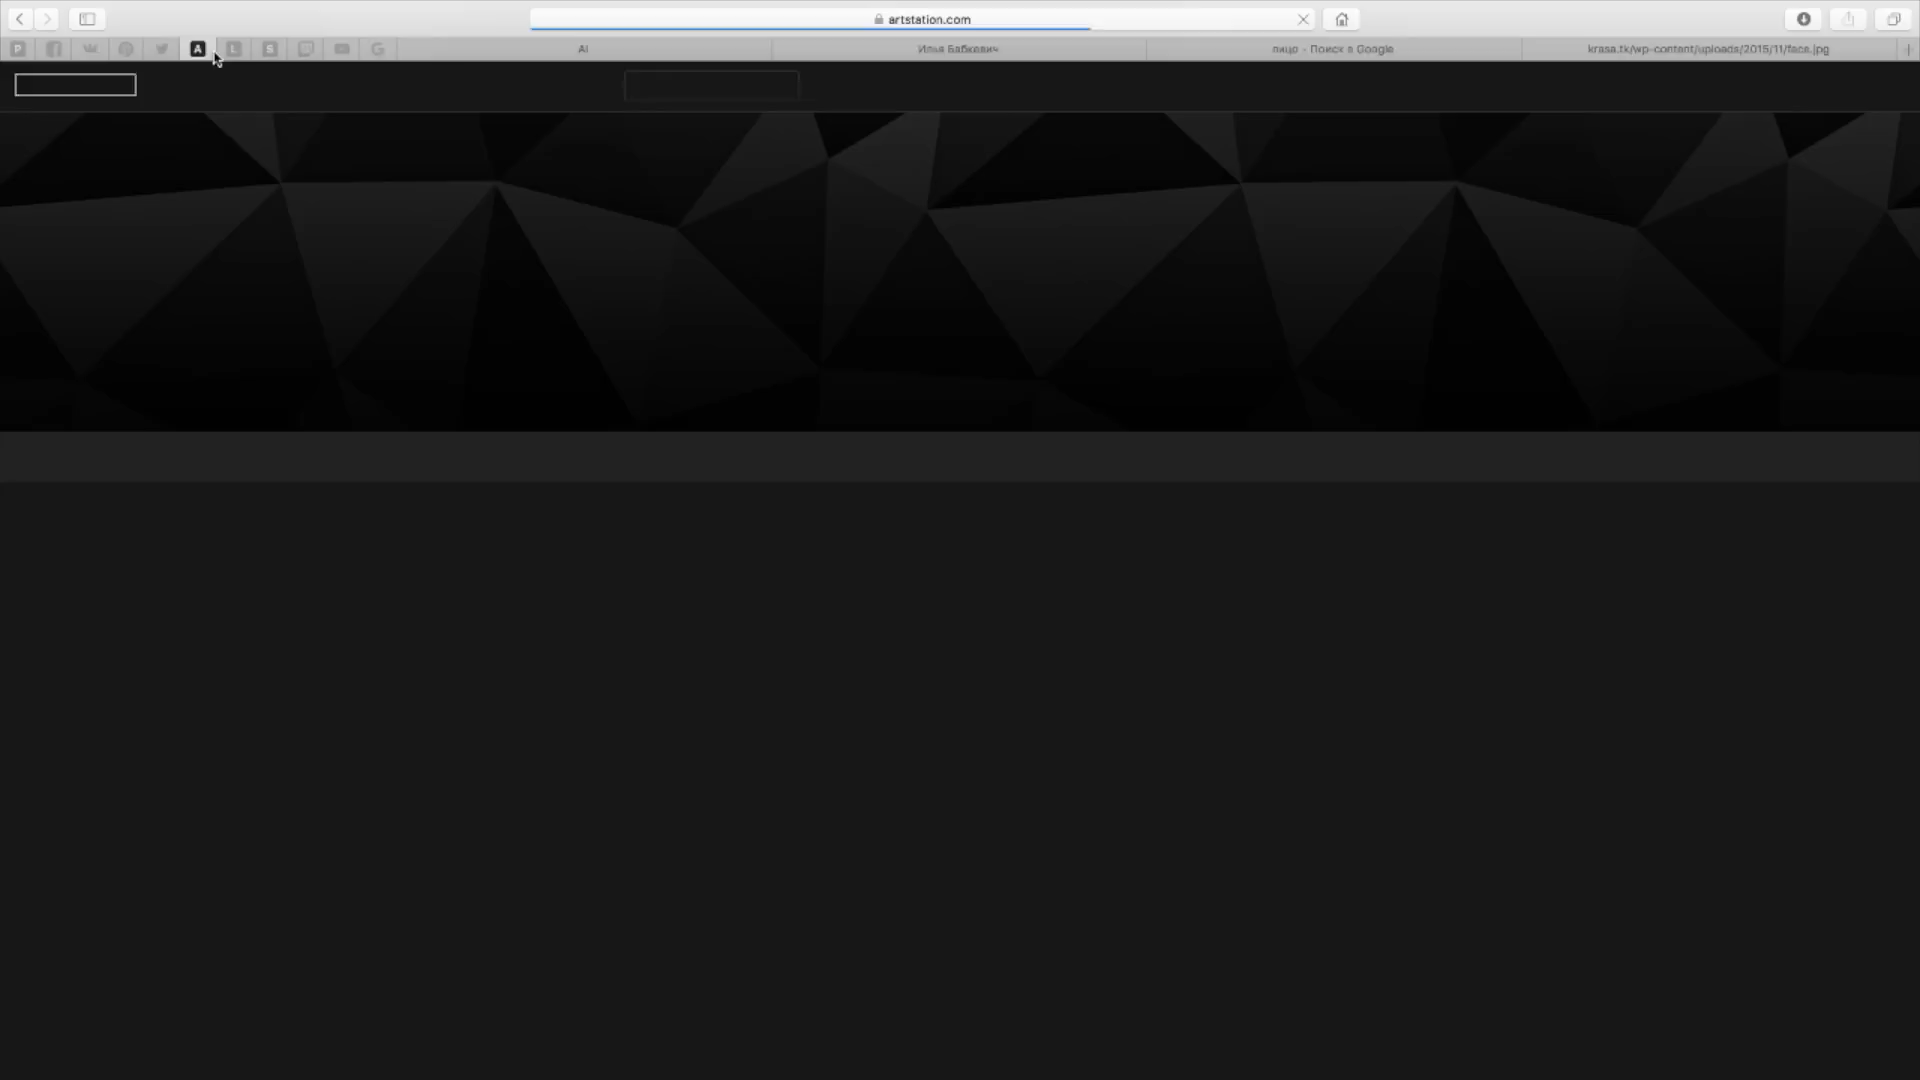 artstation.com
P
A
L
S
G
AI
Илья Бабкевич
лицо - Поиск в Google
krasa.tk/wp-content/uploads/2015/11/face.jpg